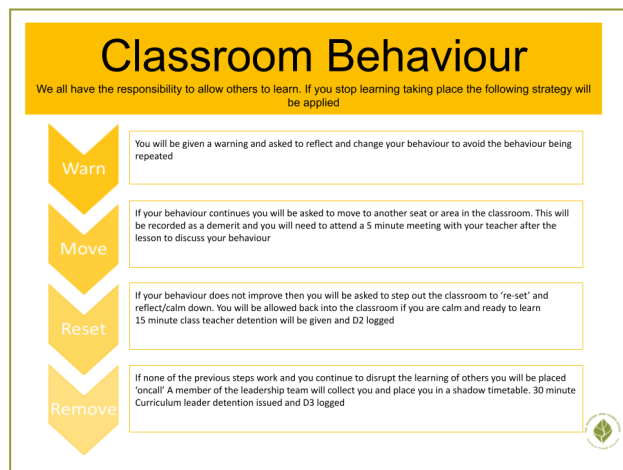 Classroom Behaviour
We all have the responsibility to allow others to learn. If you stop learning taking place the following strategy will
be applied
Warn
You will be given a warning and asked to reflect and change your behaviour to avoid the behaviour being
repeated
Move
If your behaviour continues you will be asked to move to another seat or area in the classroom. This will
be recorded as a demerit and you will need to attend a 5 minute meeting with your teacher after the
lesson to discuss your behaviour
Reset
If your behaviour does not improve then you will be asked to step out the classroom to ‘re-set’ and
reflect/calm down. You will be allowed back into the classroom if you are calm and ready to learn
15 minute class teacher detention will be given and D2 logged
Remove
If none of the previous steps work and you continue to disrupt the learning of others you will be placed
‘oncall’ A member of the leadership team will collect you and place you in a shadow timetable. 30 minute
Curriculum leader detention issued and D3 logged